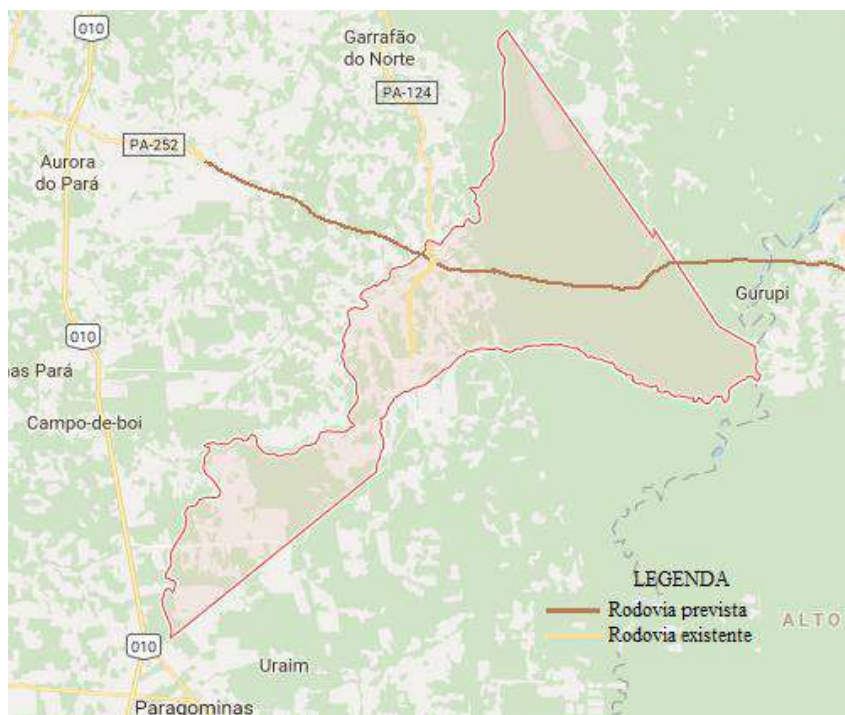 010
Garrafão
do Norte
PA-124
PA-252
Aurora
do Pará
Gurupi
010
nas Pará
Campo-de-boi
LEGENDA
Rodovia prevista
Rodovia existente
ALTO
010
Uraim
Paragominas